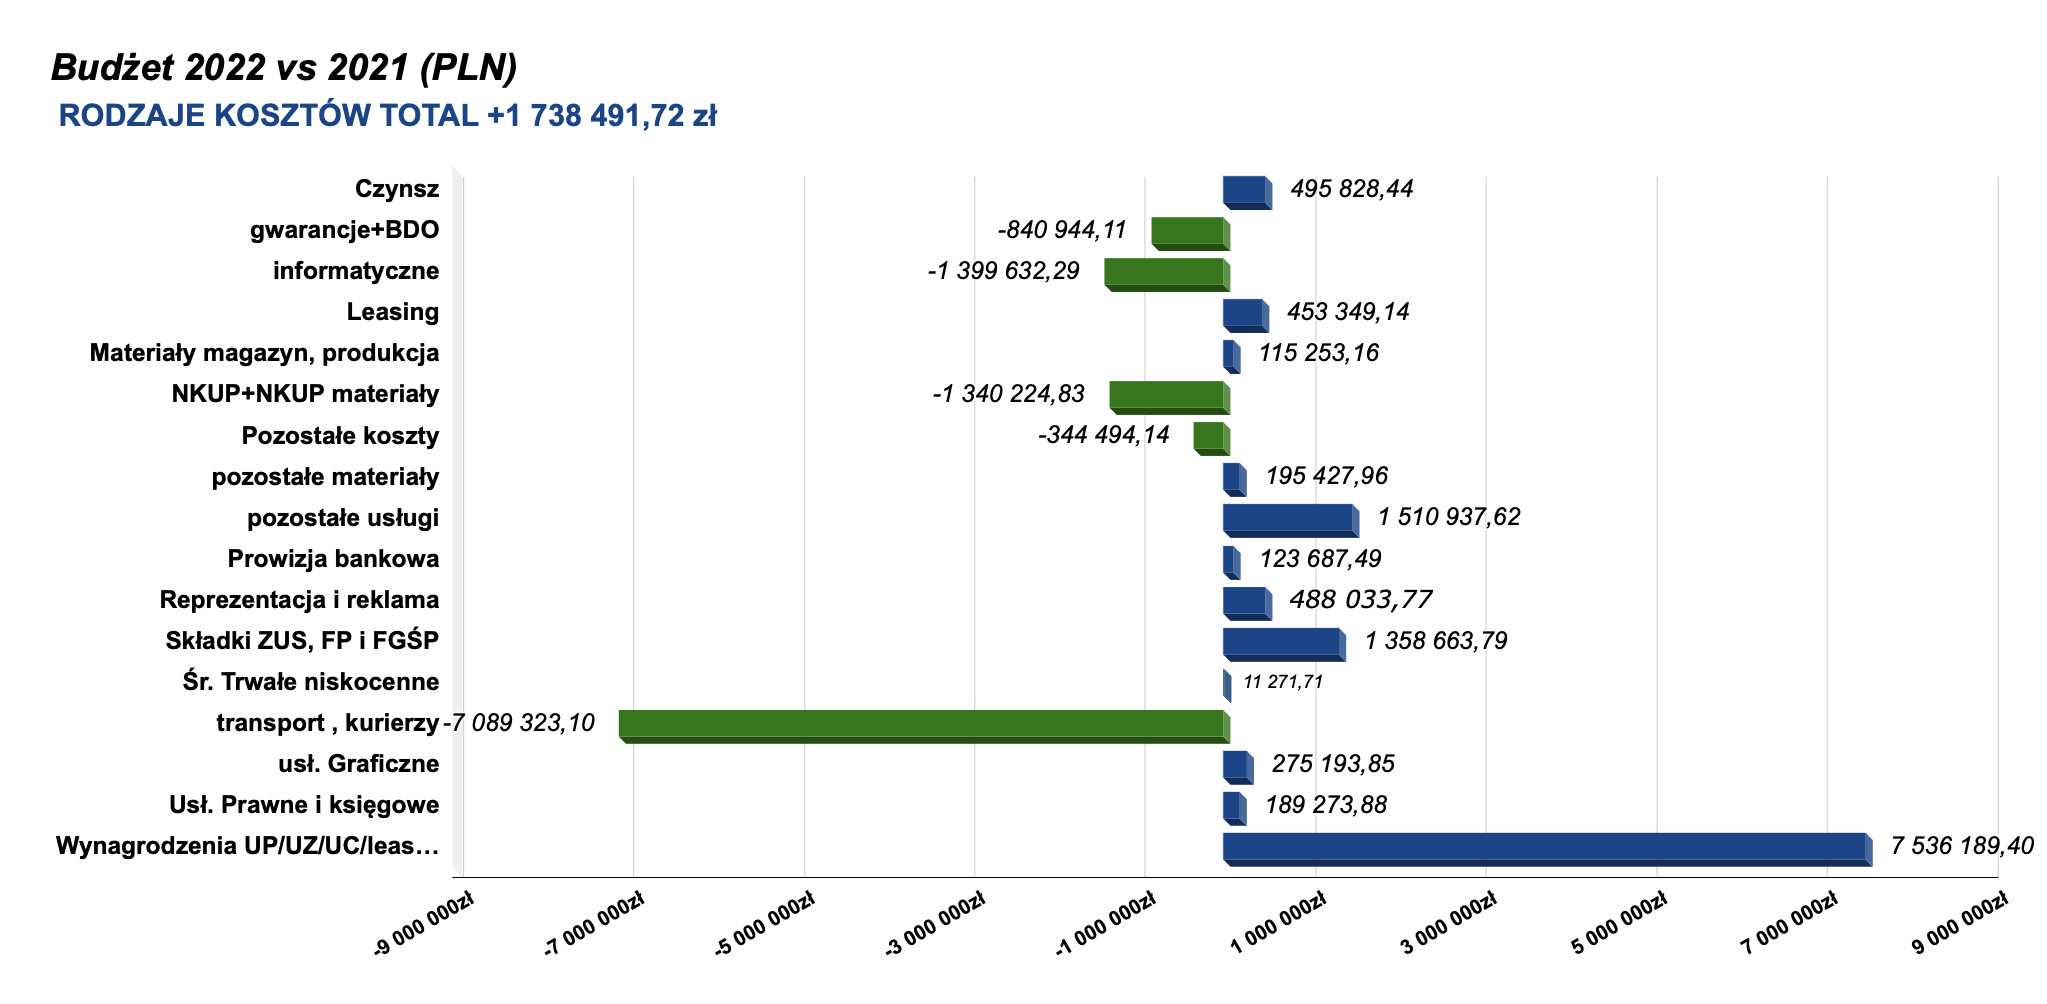 Budżet 2022 vs 2021 (PLN)
RODZAJE KOSZTÓW TOTAL +1 738 491,72 zł
Czynsz 495 828,44
gwarancje+BDO -840 944,11
informatyczne -1 399 632,29
Leasing 453 349,14
Materiały magazyn, produkcja 115 253,16
NKUP+NKUP materiały -1 340 224,83
Pozostałe koszty -344 494,14
pozostałe materiały 195 427,96
pozostałe usługi 1 510 937,62
Prowizja bankowa 123 687,49
Reprezentacja i reklama 488 033,77
Składki ZUS, FP i FGŚP 1 358 663,79
Śr. Trwałe niskocenne 11 271,71
transport , kurierzy -7 089 323,10
usł. Graficzne 275 193,85
Usł. Prawne i księgowe 189 273,88
Wynagrodzenia UP/UZ/UC/leas… 7 536 189,40
-9 000 000zł -7 000 000zł -5 000 000zł -3 000 000zł -1 000 000zł 1 000 000zł 3 000 000zł 5 000 000zł 7 000 000zł 9 000 000zł